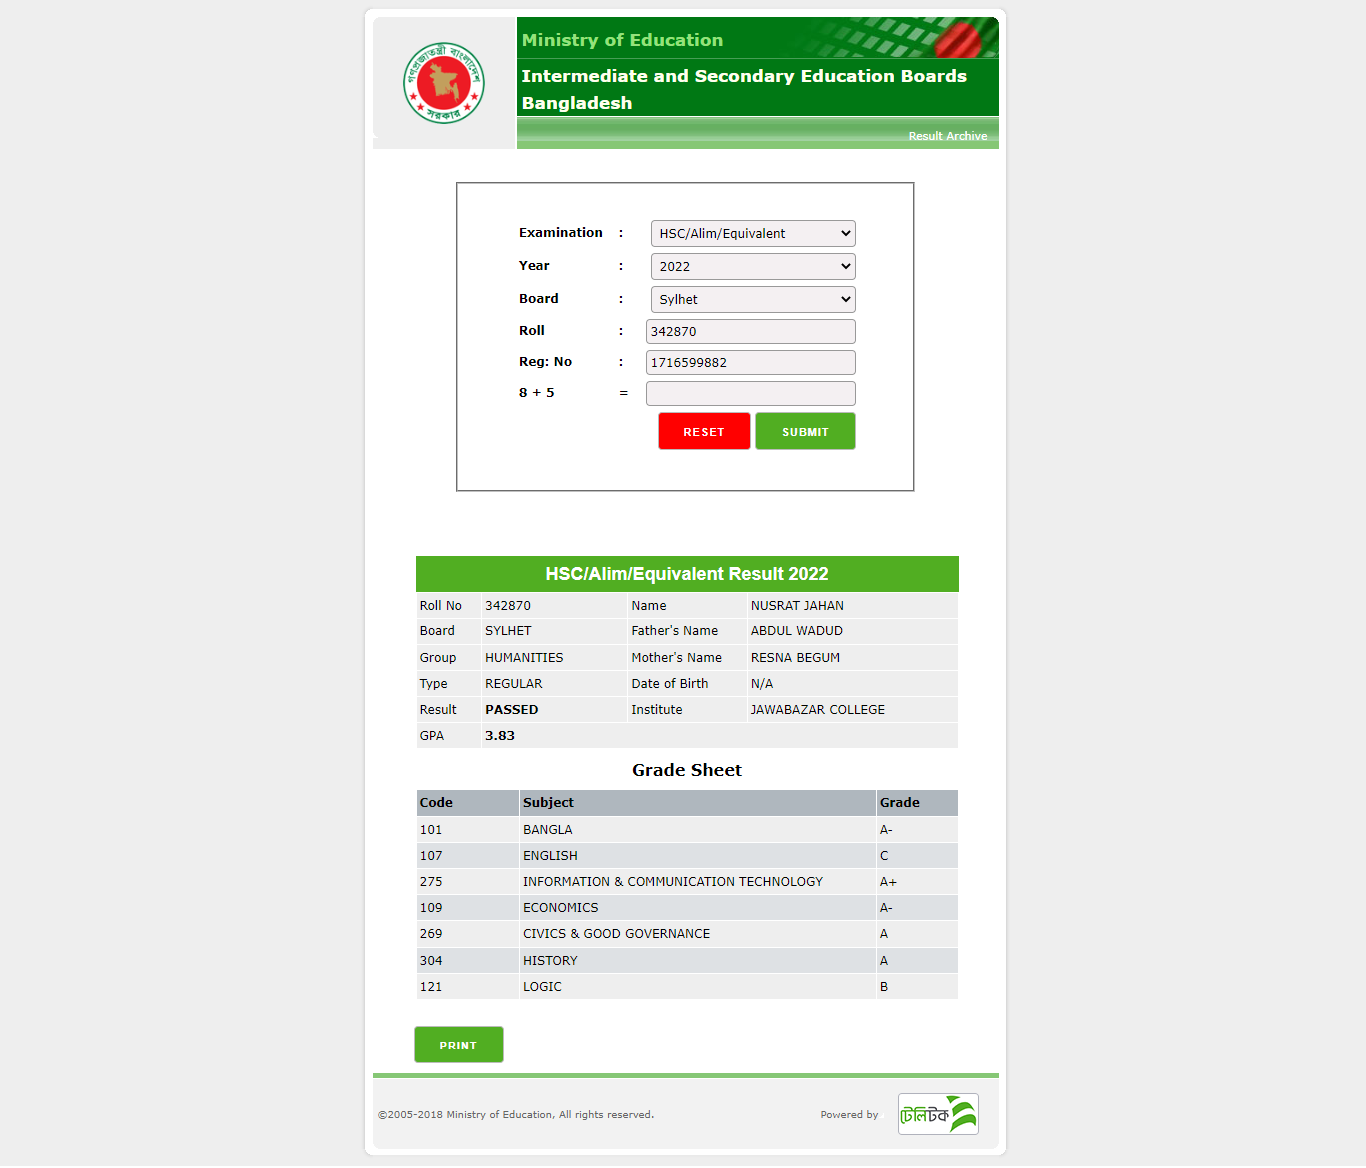 গণপ্রজাতন্ত্রী বাংলাদেশ
সরকার
Ministry of Education
Intermediate and Secondary Education Boards
Bangladesh
Result Archive
Examination : HSC/Alim/Equivalent
Year : 2022
Board : Sylhet
Roll : 342870
Reg: No : 1716599882
8 + 5 =
RESET SUBMIT
HSC/Alim/Equivalent Result 2022
Roll No 342870 Name NUSRAT JAHAN
Board SYLHET Father's Name ABDUL WADUD
Group HUMANITIES Mother's Name RESNA BEGUM
Type REGULAR Date of Birth N/A
Result PASSED Institute JAWABAZAR COLLEGE
GPA 3.83
Grade Sheet
Code Subject Grade
101 BANGLA A-
107 ENGLISH C
275 INFORMATION & COMMUNICATION TECHNOLOGY A+
109 ECONOMICS A-
269 CIVICS & GOOD GOVERNANCE A
304 HISTORY A
121 LOGIC B
PRINT
©2005-2018 Ministry of Education, All rights reserved. Powered by টেলিটক